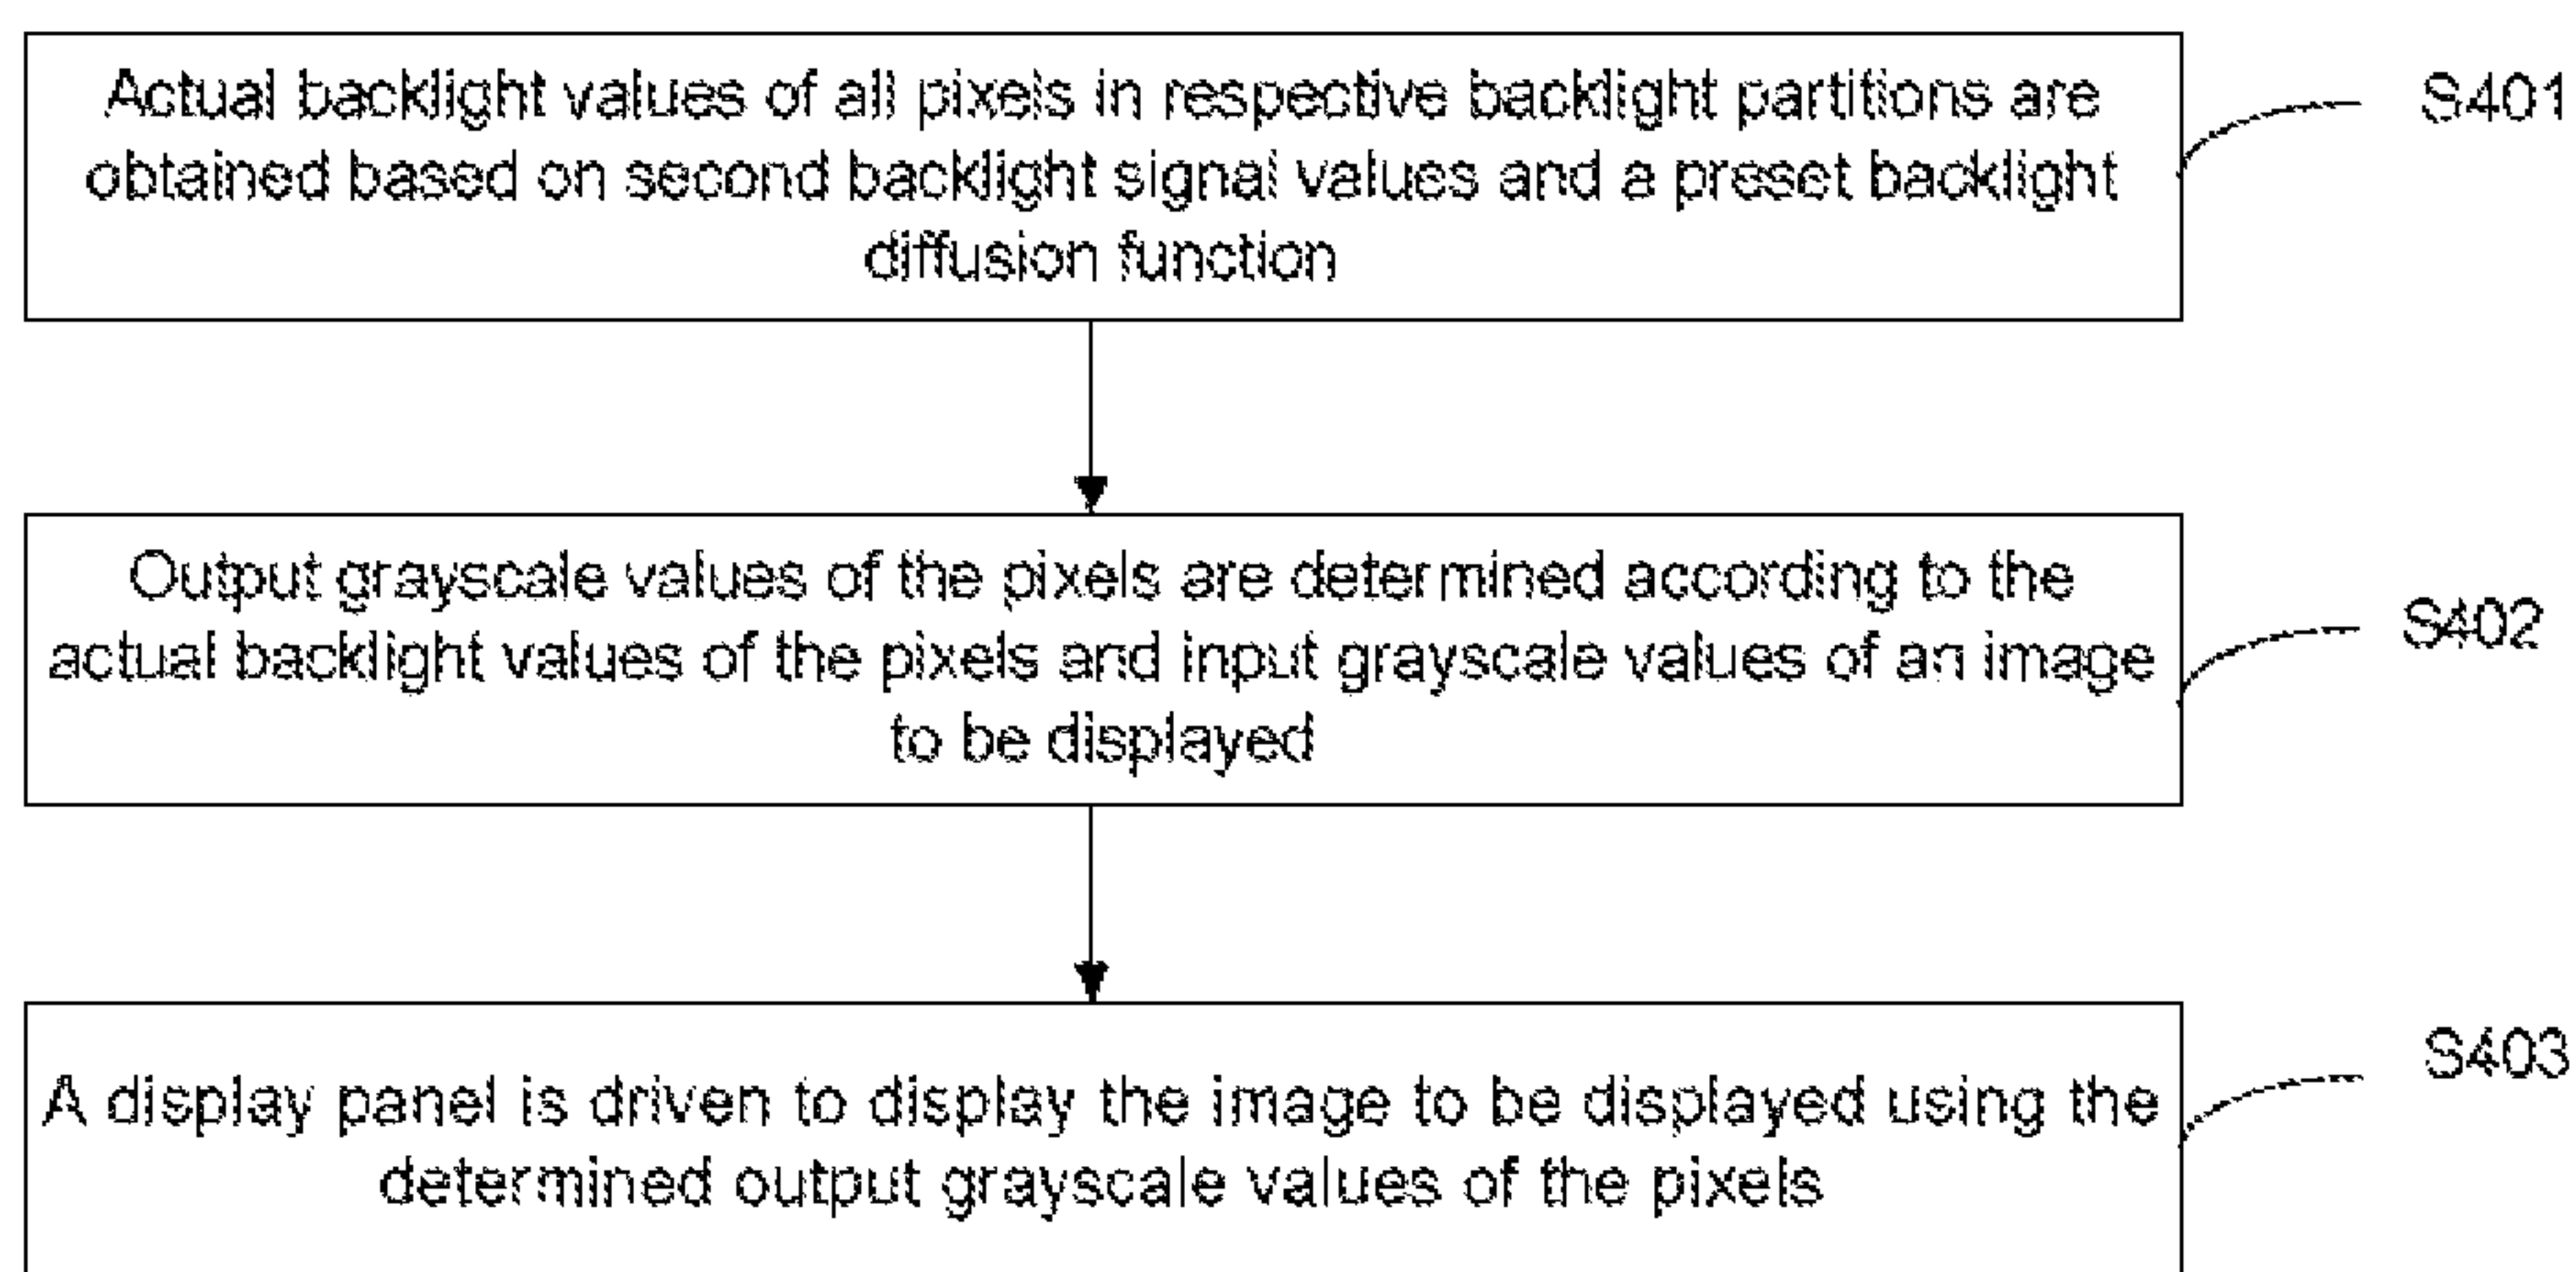 Actual backlight values of all pixels in respective backlight partitions are
obtained based on second backlight signal values and a preset backlight
diffusion function
S401
Output grayscale values of the pixels are determined according to the
actual backlight values of the pixels and input grayscale values of an image
to be displayed
S402
A display panel is driven to display the image to be displayed using the
determined output grayscale values of the pixels
S403